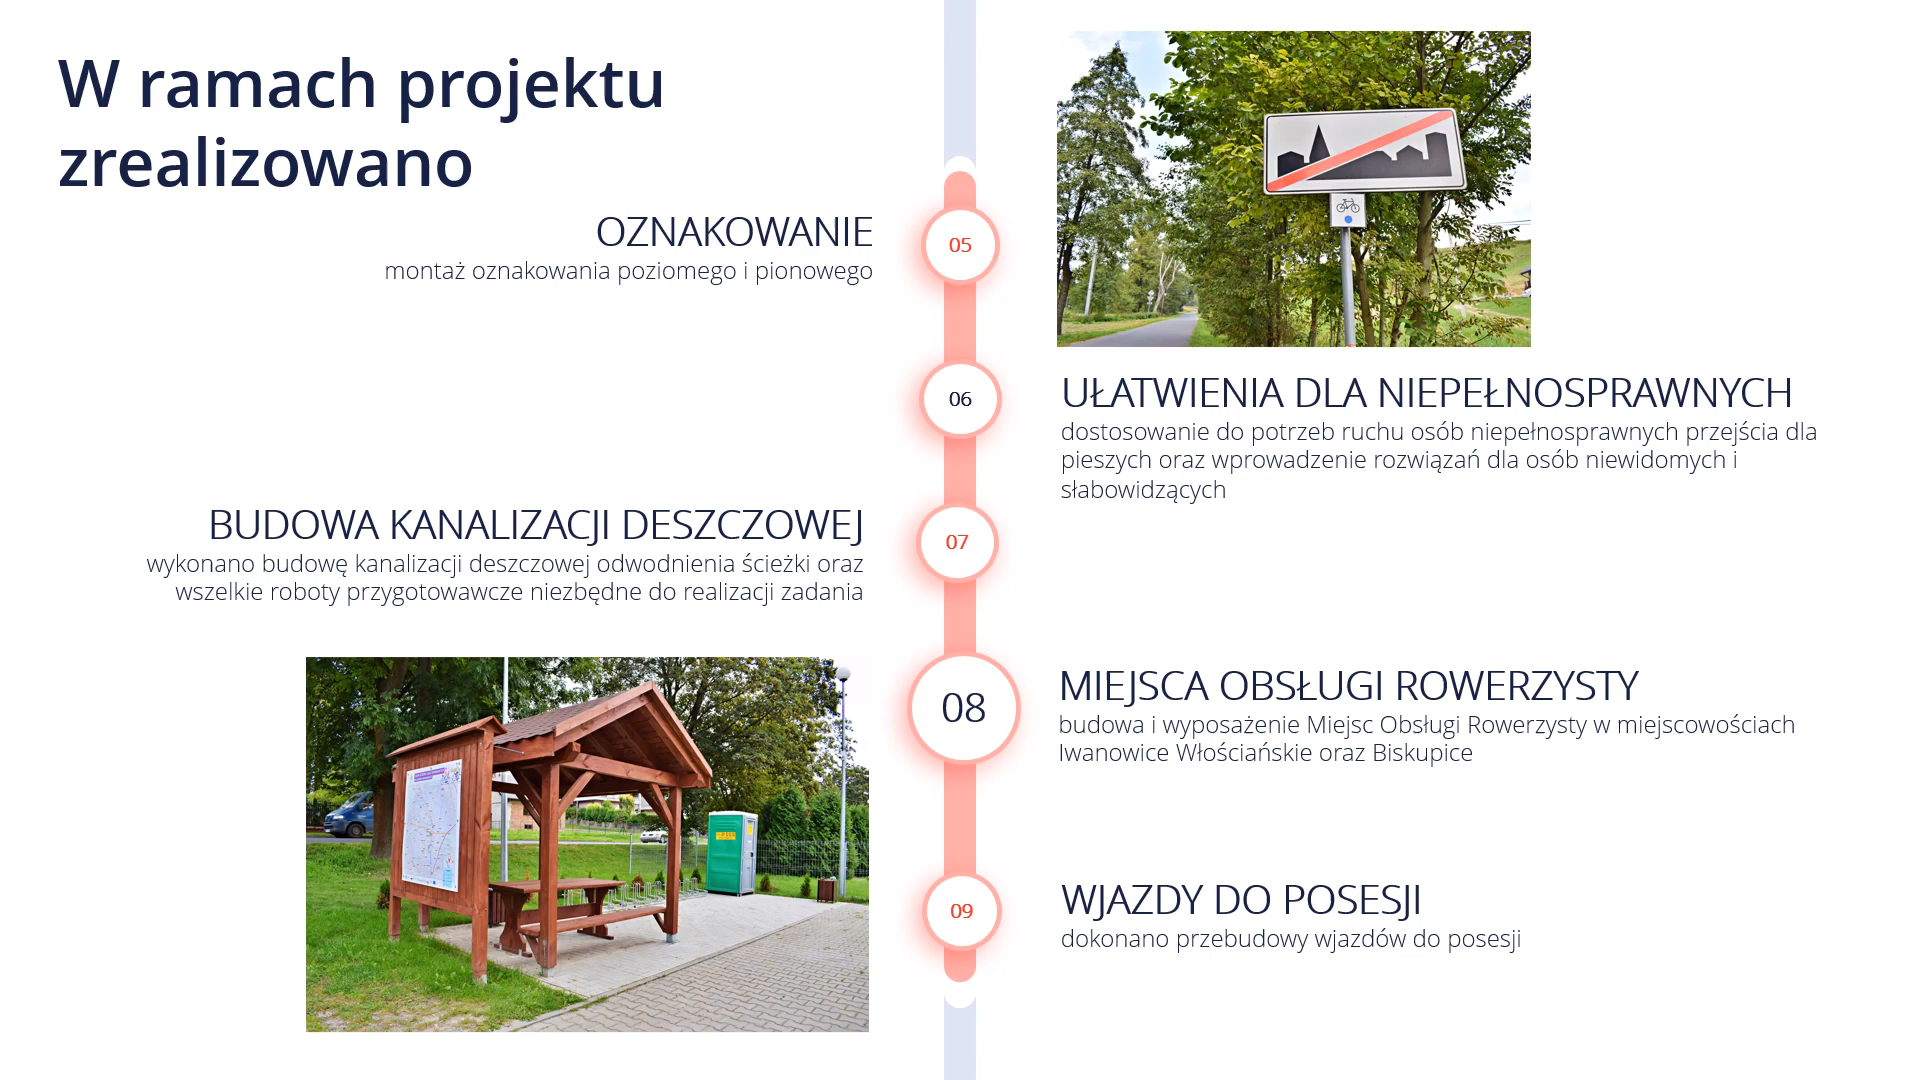 W ramach projektu
zrealizowano
OZNAKOWANIE
montaż oznakowania poziomego i pionowego
05
06
UŁATWIENIA DLA NIEPEŁNOSPRAWNYCH
dostosowanie do potrzeb ruchu osób niepełnosprawnych przejścia dla
pieszych oraz wprowadzenie rozwiązań dla osób niewidomych i
słabowidzących
BUDOWA KANALIZACJI DESZCZOWEJ
wykonano budowę kanalizacji deszczowej odwodnienia ścieżki oraz
wszelkie roboty przygotowawcze niezbędne do realizacji zadania
07
08
MIEJSCA OBSŁUGI ROWERZYSTY
budowa i wyposażenie Miejsc Obsługi Rowerzysty w miejscowościach
Iwanowice Włościańskie oraz Biskupice
09
WJAZDY DO POSESJI
dokonano przebudowy wjazdów do posesji